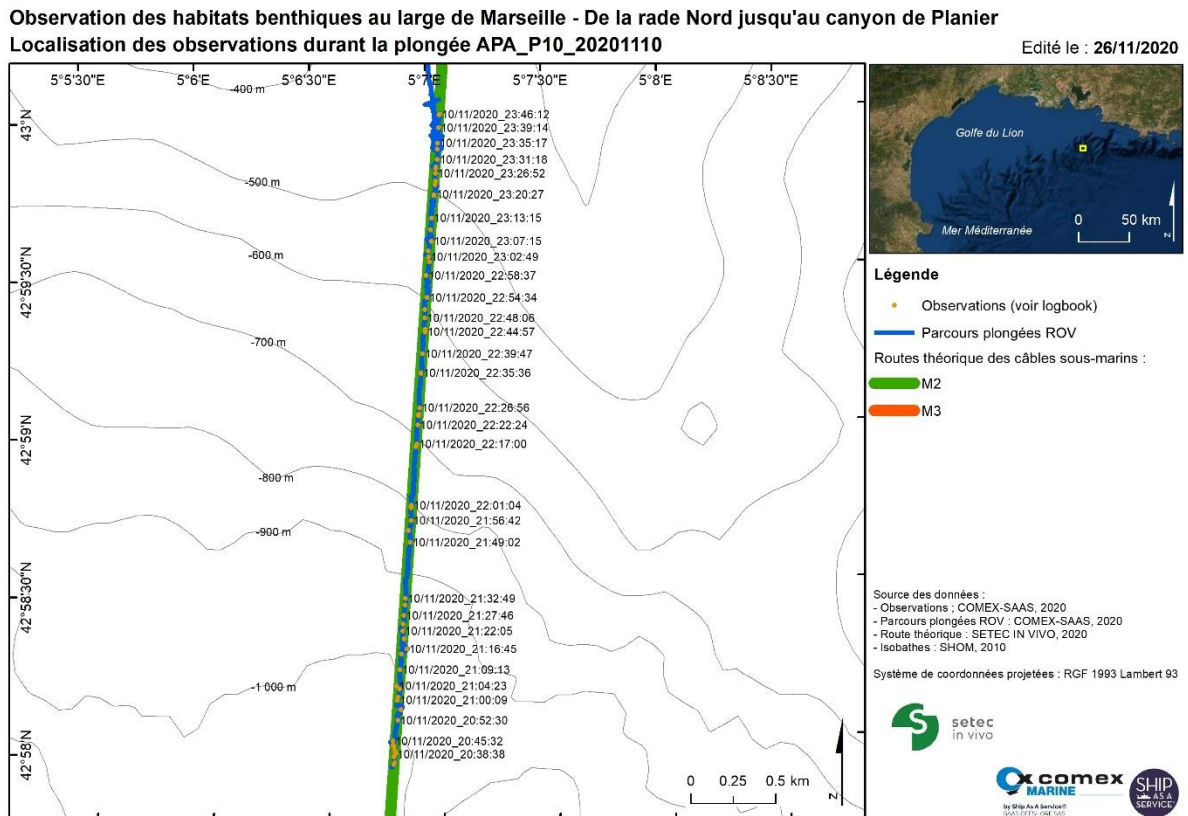 Observation des habitats benthiques au large de Marseille - De la rade Nord jusqu'au canyon de Planier
Localisation des observations durant la plongée APA_P10_20201110
Edité le : 26/11/2020
5°5'30"E
5°6'E
5°6'30"E
5°7'E
5°7'30"E
5°8'E
5°8'30"E
43°N
42°59'30"N
42°59'N
42°58'30"N
42°58'N
-400 m
-500 m
-600 m
-700 m
-800 m
-900 m
-1 000 m
10/11/2020_23:46:12
10/11/2020_23:39:14
10/11/2020_23:35:17
10/11/2020_23:31:18
10/11/2020_23:26:52
10/11/2020_23:20:27
10/11/2020_23:13:15
10/11/2020_23:07:15
10/11/2020_23:02:49
10/11/2020_22:58:37
10/11/2020_22:54:34
10/11/2020_22:48:06
10/11/2020_22:44:57
10/11/2020_22:39:47
10/11/2020_22:35:36
10/11/2020_22:26:56
10/11/2020_22:22:24
10/11/2020_22:17:00
10/11/2020_22:01:04
10/11/2020_21:56:42
10/11/2020_21:49:02
10/11/2020_21:32:49
10/11/2020_21:27:46
10/11/2020_21:22:05
10/11/2020_21:16:45
10/11/2020_21:09:13
10/11/2020_21:04:23
10/11/2020_21:00:09
10/11/2020_20:52:30
10/11/2020_20:45:32
10/11/2020_20:38:38
0 0.25 0.5 km
N
Golfe du Lion
Mer Méditerranée
0 50 km
N
Légende
Observations (voir logbook)
Parcours plongées ROV
Routes théorique des câbles sous-marins :
M2
M3
Source des données :
- Observations ; COMEX-SAAS, 2020
- Parcours plongées ROV : COMEX-SAAS, 2020
- Route théorique : SETEC IN VIVO, 2020
- Isobathes : SHOM, 2010
Système de coordonnées projetées : RGF 1993 Lambert 93
setec
in vivo
comex
MARINE
by Ship As A Service®
SAAS OFFSHORE SAS
SHIP
AS A
SERVICE